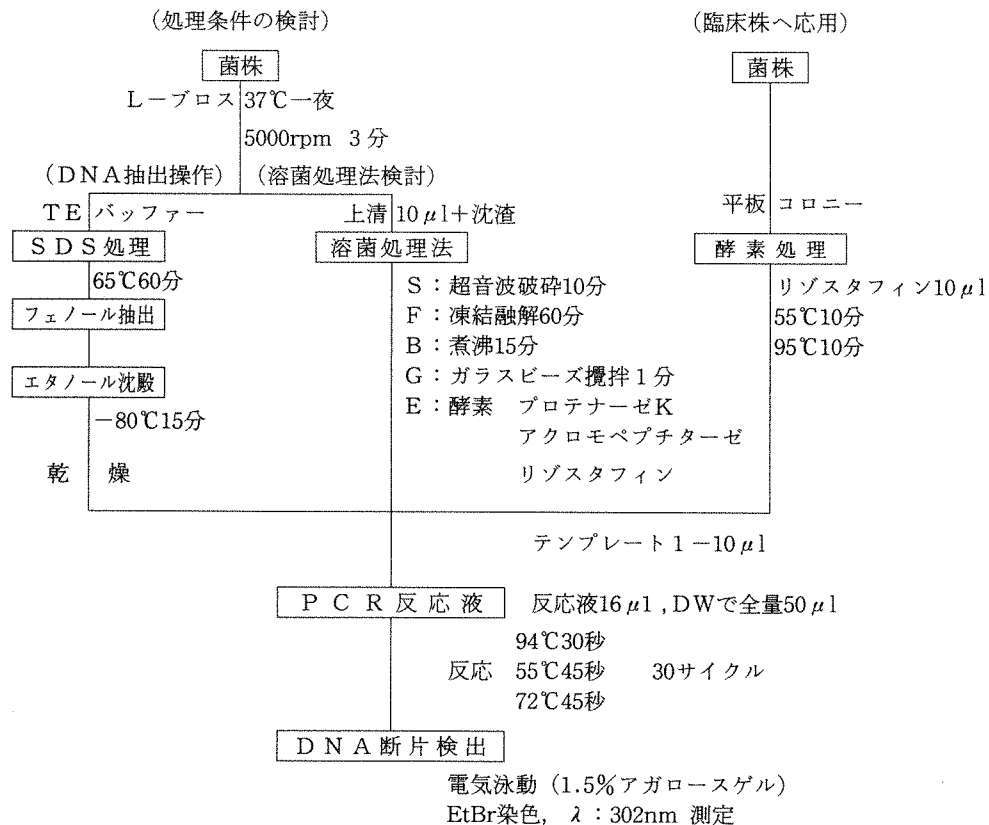 （処理条件の検討）
（臨床株へ応用）
菌株
菌株
L－ブロス 37℃一夜
5000rpm 3分
（DNA抽出操作）（溶菌処理法検討）
TEバッファー
上清10μl＋沈渣
平板コロニー
SDS処理
溶菌処理法
酵素処理
65℃60分
フェノール抽出
エタノール沈殿
－80℃15分
乾燥
S：超音波破砕10分
F：凍結融解60分
B：煮沸15分
G：ガラスビーズ攪拌1分
E：酵素 プロテナーゼK
アクロモペプチターゼ
リゾスタフィン
リゾスタフィン10μl
55℃10分
95℃10分
テンプレート1－10μl
PCR反応液 反応液16μl,DWで全量50μl
94℃30秒
反応 55℃45秒 30サイクル
72℃45秒
DNA断片検出
電気泳動（1.5％アガロースゲル）
EtBr染色, λ：302nm 測定